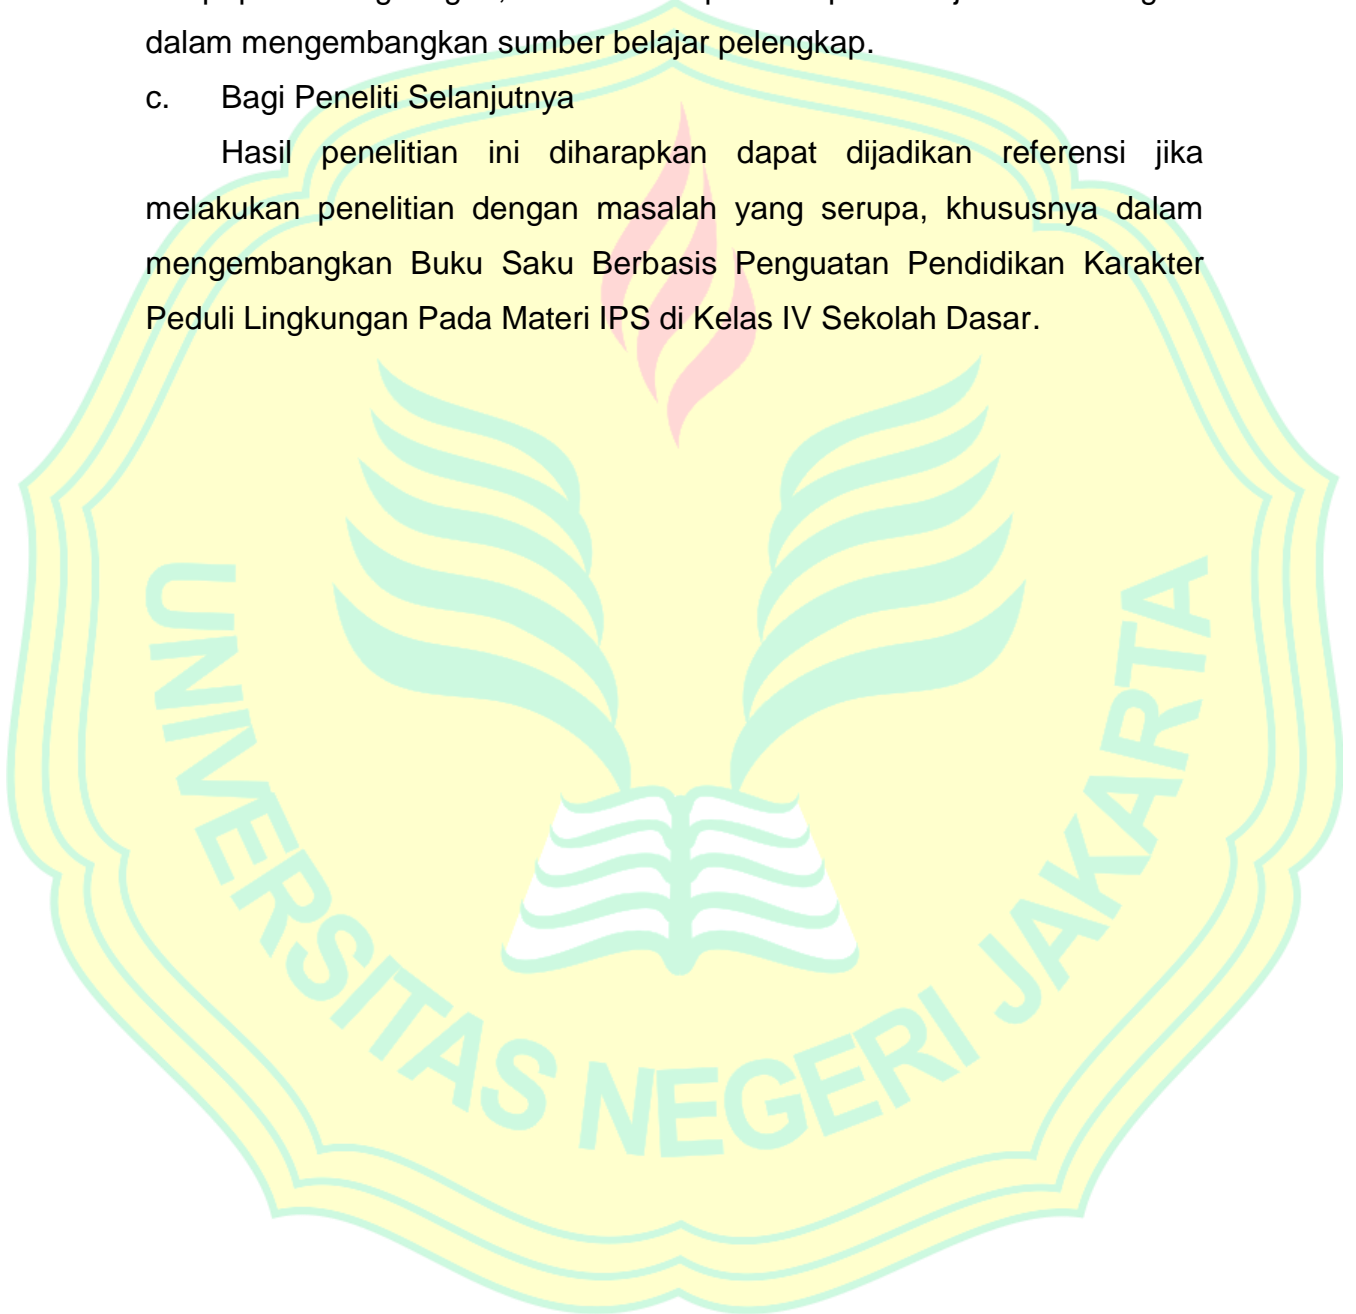 dalam mengembangkan sumber belajar pelengkap.
c. Bagi Peneliti Selanjutnya
Hasil penelitian ini diharapkan dapat dijadikan referensi jika
melakukan penelitian dengan masalah yang serupa, khususnya dalam
mengembangkan Buku Saku Berbasis Penguatan Pendidikan Karakter
Peduli Lingkungan Pada Materi IPS di Kelas IV Sekolah Dasar.
UNIVERSITAS NEGERI JAKARTA